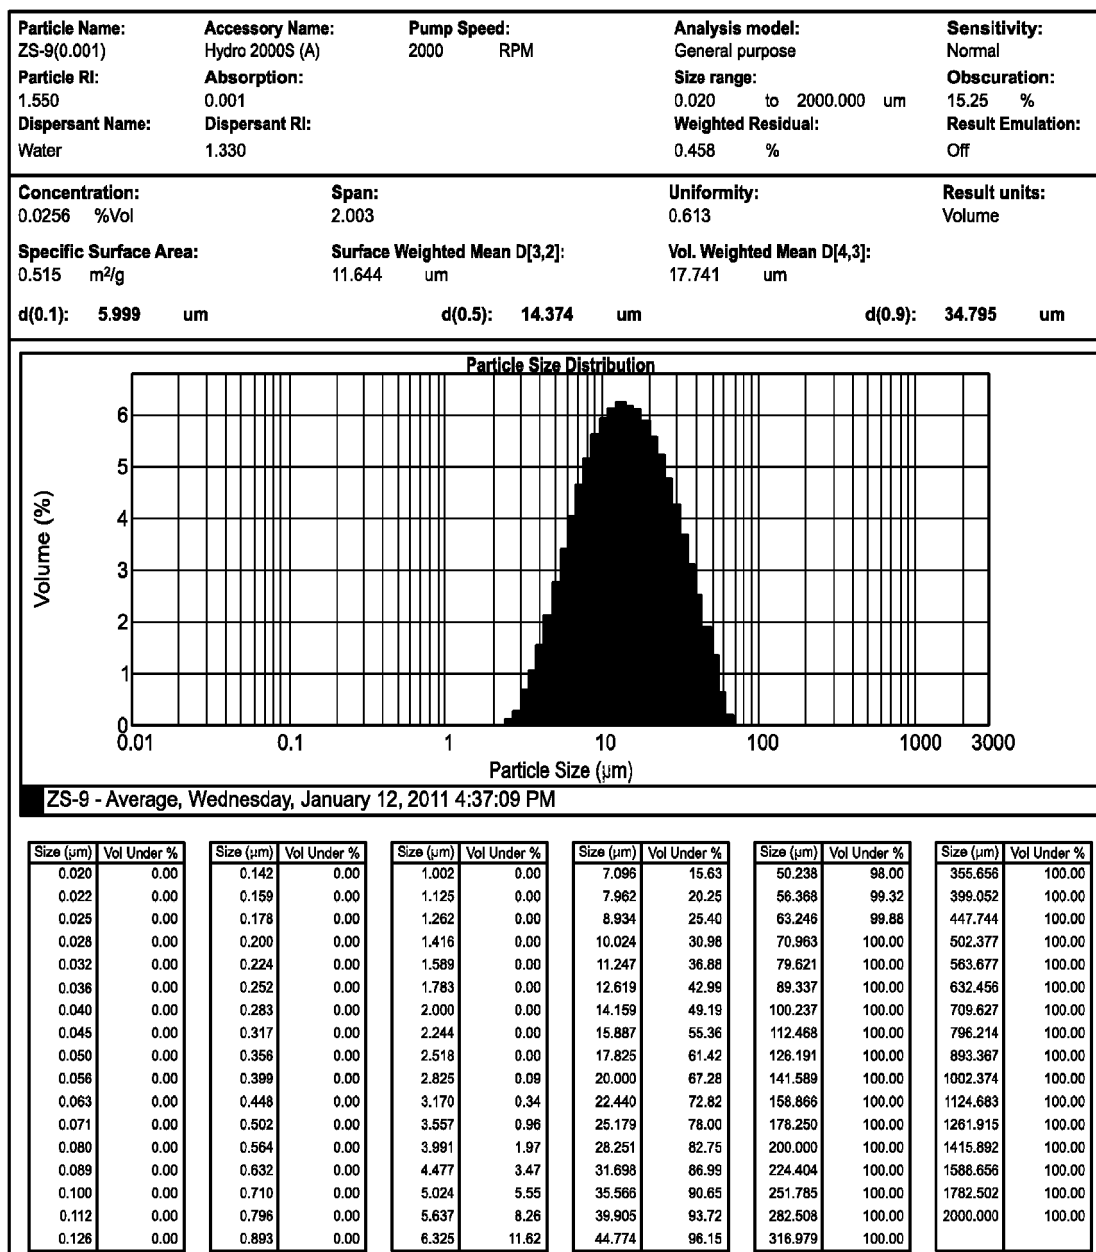 Particle Name: Accessory Name: Pump Speed: Analysis model: Sensitivity:
ZS-9(0.001) Hydro 2000S (A) 2000 RPM General purpose Normal
Particle RI: Absorption: Size range: Obscuration:
1.550 0.001 0.020 to 2000.000 um 15.25 %
Dispersant Name: Dispersant RI: Weighted Residual: Result Emulation:
Water 1.330 0.458 % Off
Concentration: Span: Uniformity: Result units:
0.0256 %Vol 2.003 0.613 Volume
Specific Surface Area: Surface Weighted Mean D[3,2]: Vol. Weighted Mean D[4,3]:
0.515 m²/g 11.644 um 17.741 um
d(0.1): 5.999 um d(0.5): 14.374 um d(0.9): 34.795 um
Particle Size Distribution
Volume (%)
6
5
4
3
2
1
0
0.01 0.1 1 10 100 1000 3000
Particle Size (µm)
ZS-9 - Average, Wednesday, January 12, 2011 4:37:09 PM
Size (µm) Vol Under % Size (µm) Vol Under % Size (µm) Vol Under % Size (µm) Vol Under % Size (µm) Vol Under % Size (µm) Vol Under %
0.020 0.00 0.142 0.00 1.002 0.00 7.096 15.63 50.238 98.00 355.656 100.00
0.022 0.00 0.159 0.00 1.125 0.00 7.962 20.25 56.368 99.32 399.052 100.00
0.025 0.00 0.178 0.00 1.262 0.00 8.934 25.40 63.246 99.88 447.744 100.00
0.028 0.00 0.200 0.00 1.416 0.00 10.024 30.98 70.963 100.00 502.377 100.00
0.032 0.00 0.224 0.00 1.589 0.00 11.247 36.88 79.621 100.00 563.677 100.00
0.036 0.00 0.252 0.00 1.783 0.00 12.619 42.99 89.337 100.00 632.456 100.00
0.040 0.00 0.283 0.00 2.000 0.00 14.159 49.19 100.237 100.00 709.627 100.00
0.045 0.00 0.317 0.00 2.244 0.00 15.887 55.36 112.468 100.00 796.214 100.00
0.050 0.00 0.356 0.00 2.518 0.00 17.825 61.42 126.191 100.00 893.367 100.00
0.056 0.00 0.399 0.00 2.825 0.09 20.000 67.28 141.589 100.00 1002.374 100.00
0.063 0.00 0.448 0.00 3.170 0.34 22.440 72.82 158.866 100.00 1124.683 100.00
0.071 0.00 0.502 0.00 3.557 0.96 25.179 78.00 178.250 100.00 1261.915 100.00
0.080 0.00 0.564 0.00 3.991 1.97 28.251 82.75 200.000 100.00 1415.892 100.00
0.089 0.00 0.632 0.00 4.477 3.47 31.698 86.99 224.404 100.00 1588.656 100.00
0.100 0.00 0.710 0.00 5.024 5.55 35.566 90.65 251.785 100.00 1782.502 100.00
0.112 0.00 0.796 0.00 5.637 8.26 39.905 93.72 282.508 100.00 2000.000 100.00
0.126 0.00 0.893 0.00 6.325 11.62 44.774 96.15 316.979 100.00